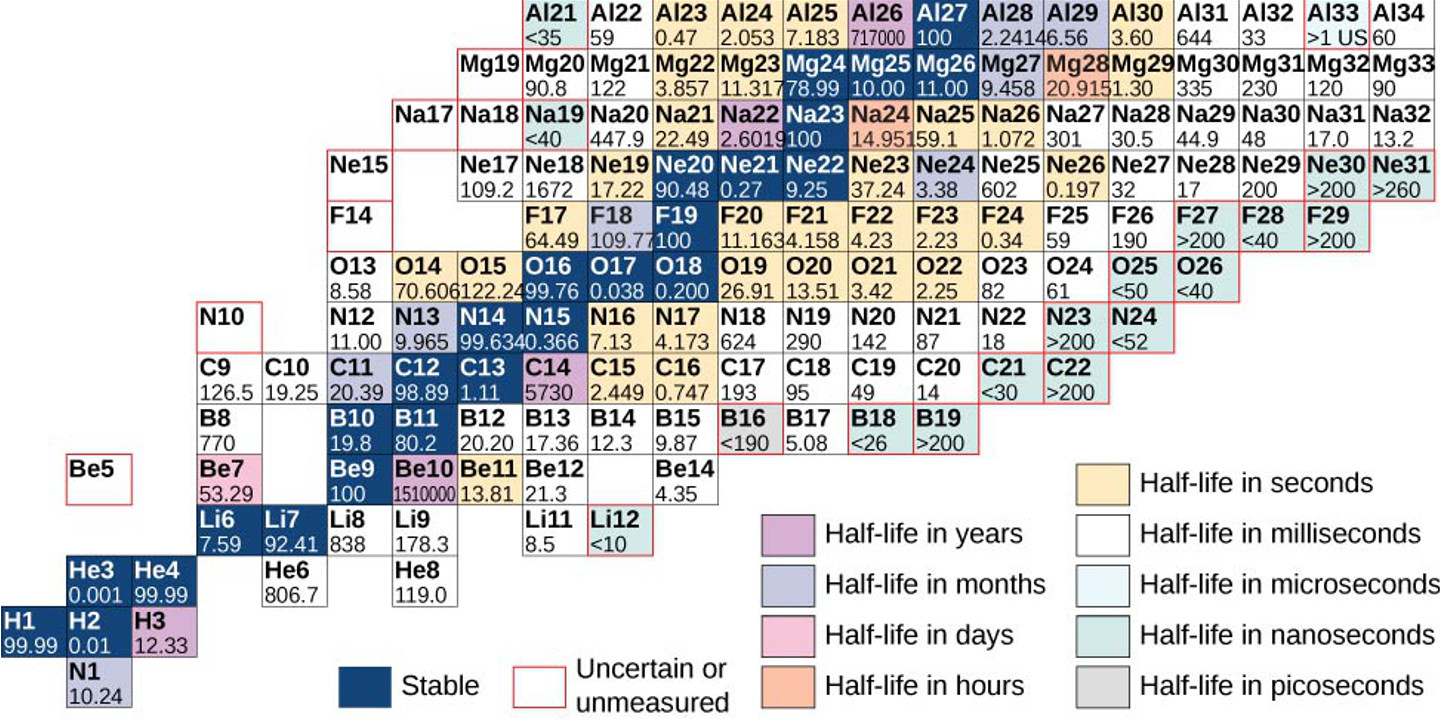 Al21 Al22 Al23 Al24 Al25 Al26 Al27 Al28 Al29 Al30 Al31 Al32 Al33 Al34
<35 59 0.47 2.053 7.183 717000 100 2.2414 6.56 3.60 644 33 >1 US 60
Mg19 Mg20 Mg21 Mg22 Mg23 Mg24 Mg25 Mg26 Mg27 Mg28 Mg29 Mg30 Mg31 Mg32 Mg33
90.8 122 3.857 11.317 78.99 10.00 11.00 9.458 20.915 1.30 335 230 120 90
Na17 Na18 Na19 Na20 Na21 Na22 Na23 Na24 Na25 Na26 Na27 Na28 Na29 Na30 Na31 Na32
<40 447.9 22.49 2.6019 100 14.951 59.1 1.072 301 30.5 44.9 48 17.0 13.2
Ne15 Ne17 Ne18 Ne19 Ne20 Ne21 Ne22 Ne23 Ne24 Ne25 Ne26 Ne27 Ne28 Ne29 Ne30 Ne31
109.2 1672 17.22 90.48 0.27 9.25 37.24 3.38 602 0.197 32 17 200 >200 >260
F14 F17 F18 F19 F20 F21 F22 F23 F24 F25 F26 F27 F28 F29
64.49 109.77 100 11.163 4.158 4.23 2.23 0.34 59 190 >200 <40 >200
O13 O14 O15 O16 O17 O18 O19 O20 O21 O22 O23 O24 O25 O26
8.58 70.606 122.24 99.76 0.038 0.200 26.91 13.51 3.42 2.25 82 61 <50 <40
N10 N12 N13 N14 N15 N16 N17 N18 N19 N20 N21 N22 N23 N24
11.00 9.965 99.634 0.366 7.13 4.173 624 290 142 87 18 >200 <52
C9 C10 C11 C12 C13 C14 C15 C16 C17 C18 C19 C20 C21 C22
126.5 19.25 20.39 98.89 1.11 5730 2.449 0.747 193 95 49 14 <30 >200
B8 B10 B11 B12 B13 B14 B15 B16 B17 B18 B19
770 19.8 80.2 20.20 17.36 12.3 9.87 <190 5.08 <26 >200
Be5 Be7 Be9 Be10 Be11 Be12 Be14
53.29 100 1510000 13.81 21.3 4.35
Li6 Li7 Li8 Li9 Li11 Li12
7.59 92.41 838 178.3 8.5 <10
He3 He4 He6 He8
0.001 99.99 806.7 119.0
H1 H2 H3
99.99 0.01 12.33
N1
10.24
Stable
Uncertain or
unmeasured
Half-life in years
Half-life in months
Half-life in days
Half-life in hours
Half-life in seconds
Half-life in milliseconds
Half-life in microseconds
Half-life in nanoseconds
Half-life in picoseconds